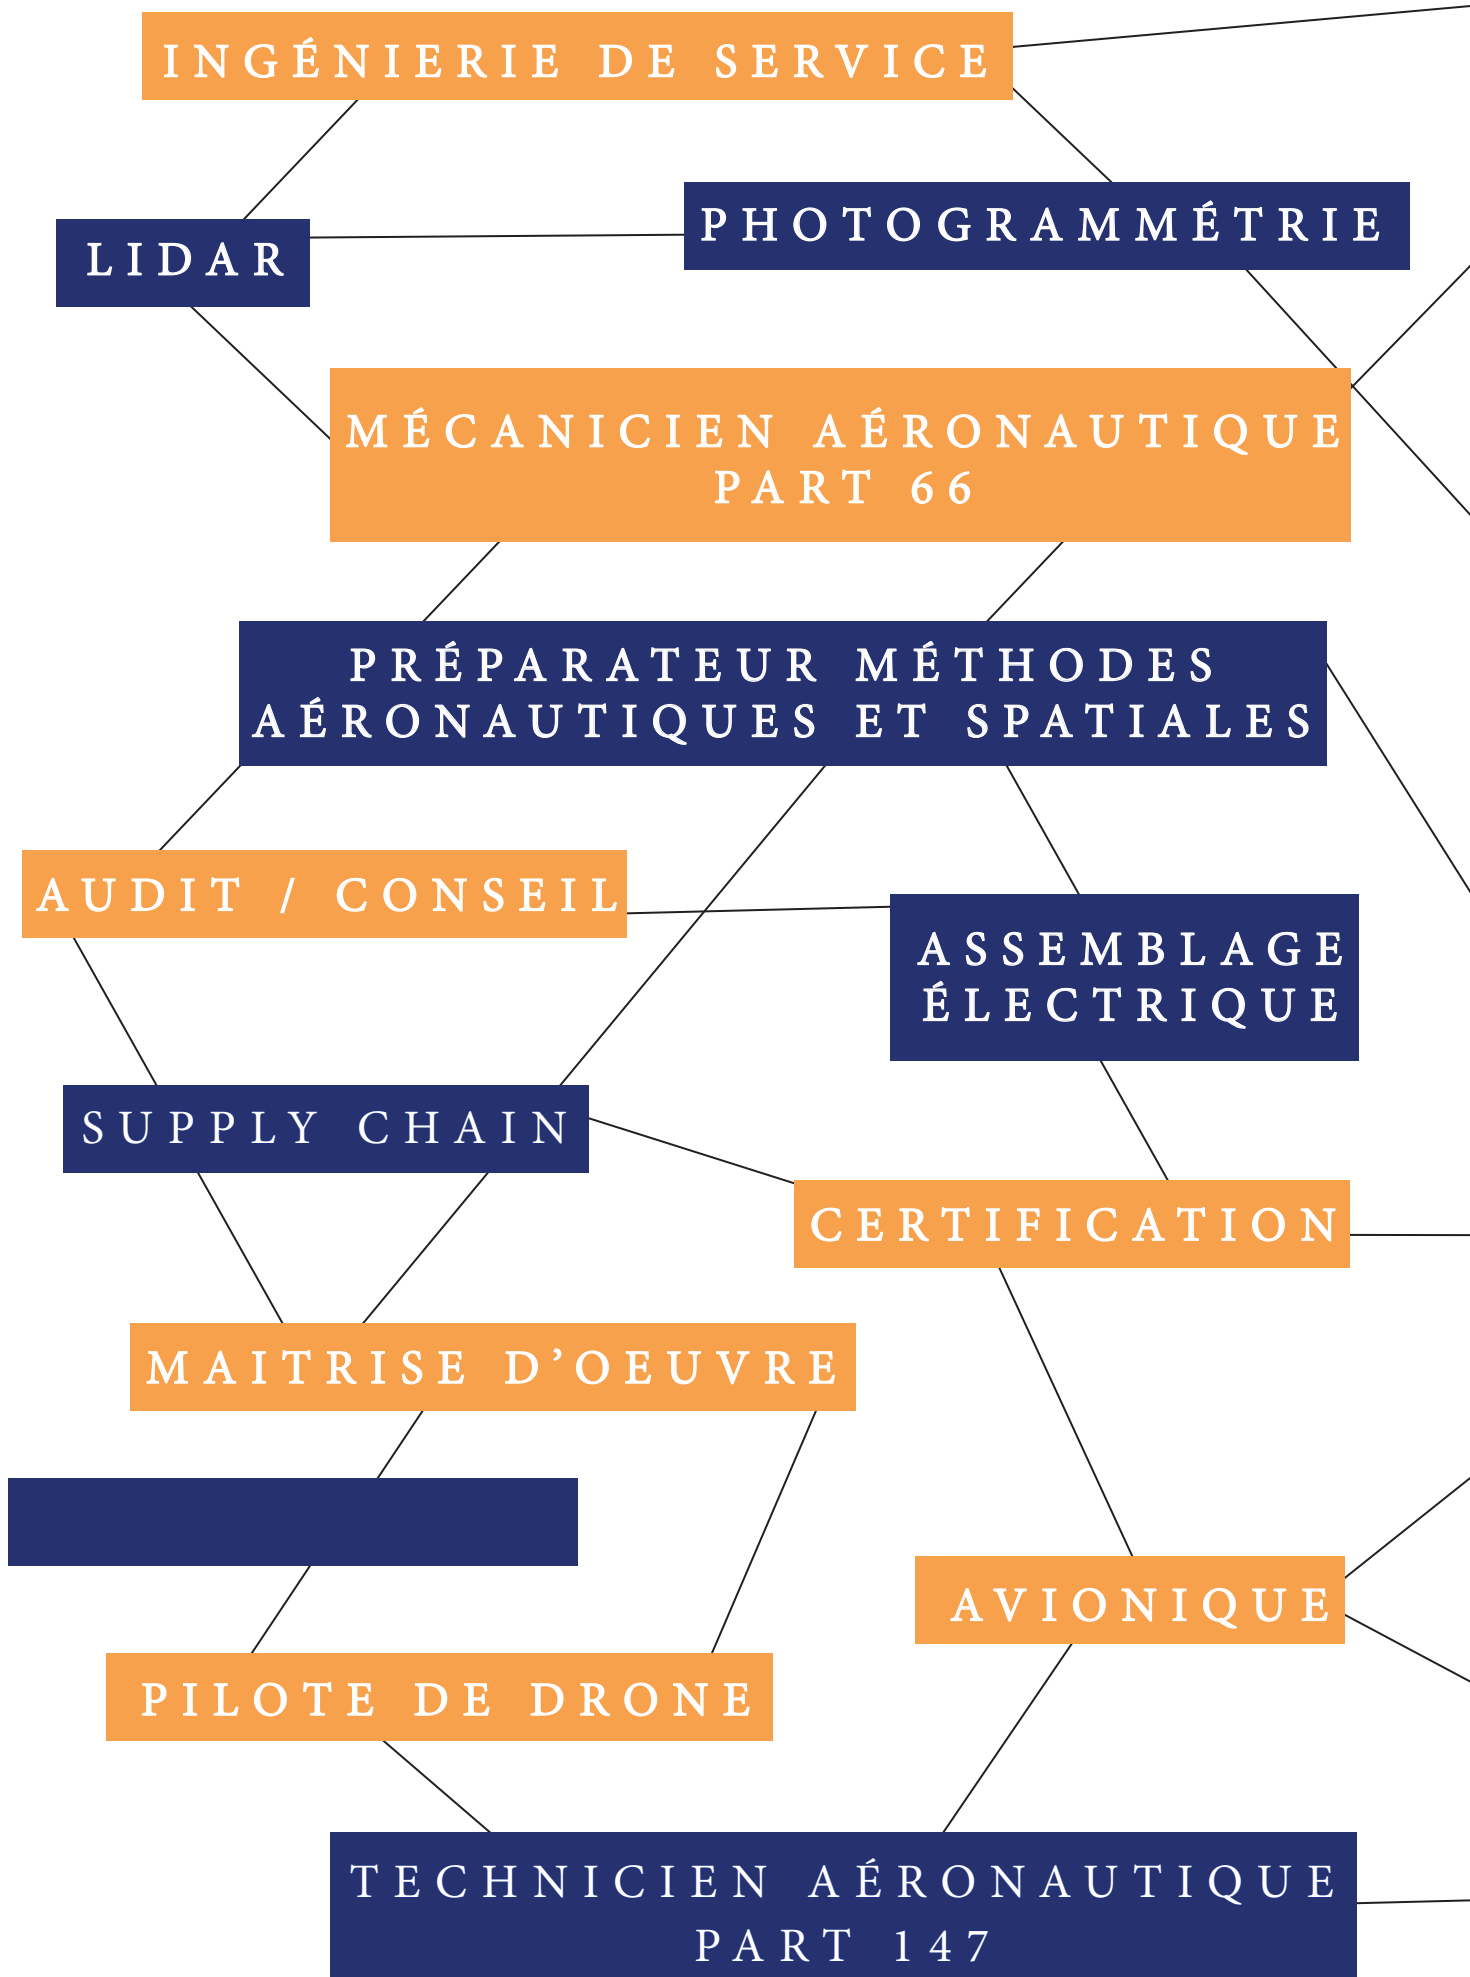 INGÉNIERIE DE SERVICE
PHOTOGRAMMÉTRIE
LIDAR
MÉCANICIEN AÉRONAUTIQUE
PART 66
PRÉPARATEUR MÉTHODES
AÉRONAUTIQUES ET SPATIALES
AUDIT / CONSEIL
ASSEMBLAGE
ÉLECTRIQUE
SUPPLY CHAIN
CERTIFICATION
MAITRISE D’OEUVRE
AVIONIQUE
PILOTE DE DRONE
TECHNICIEN AÉRONAUTIQUE
PART 147